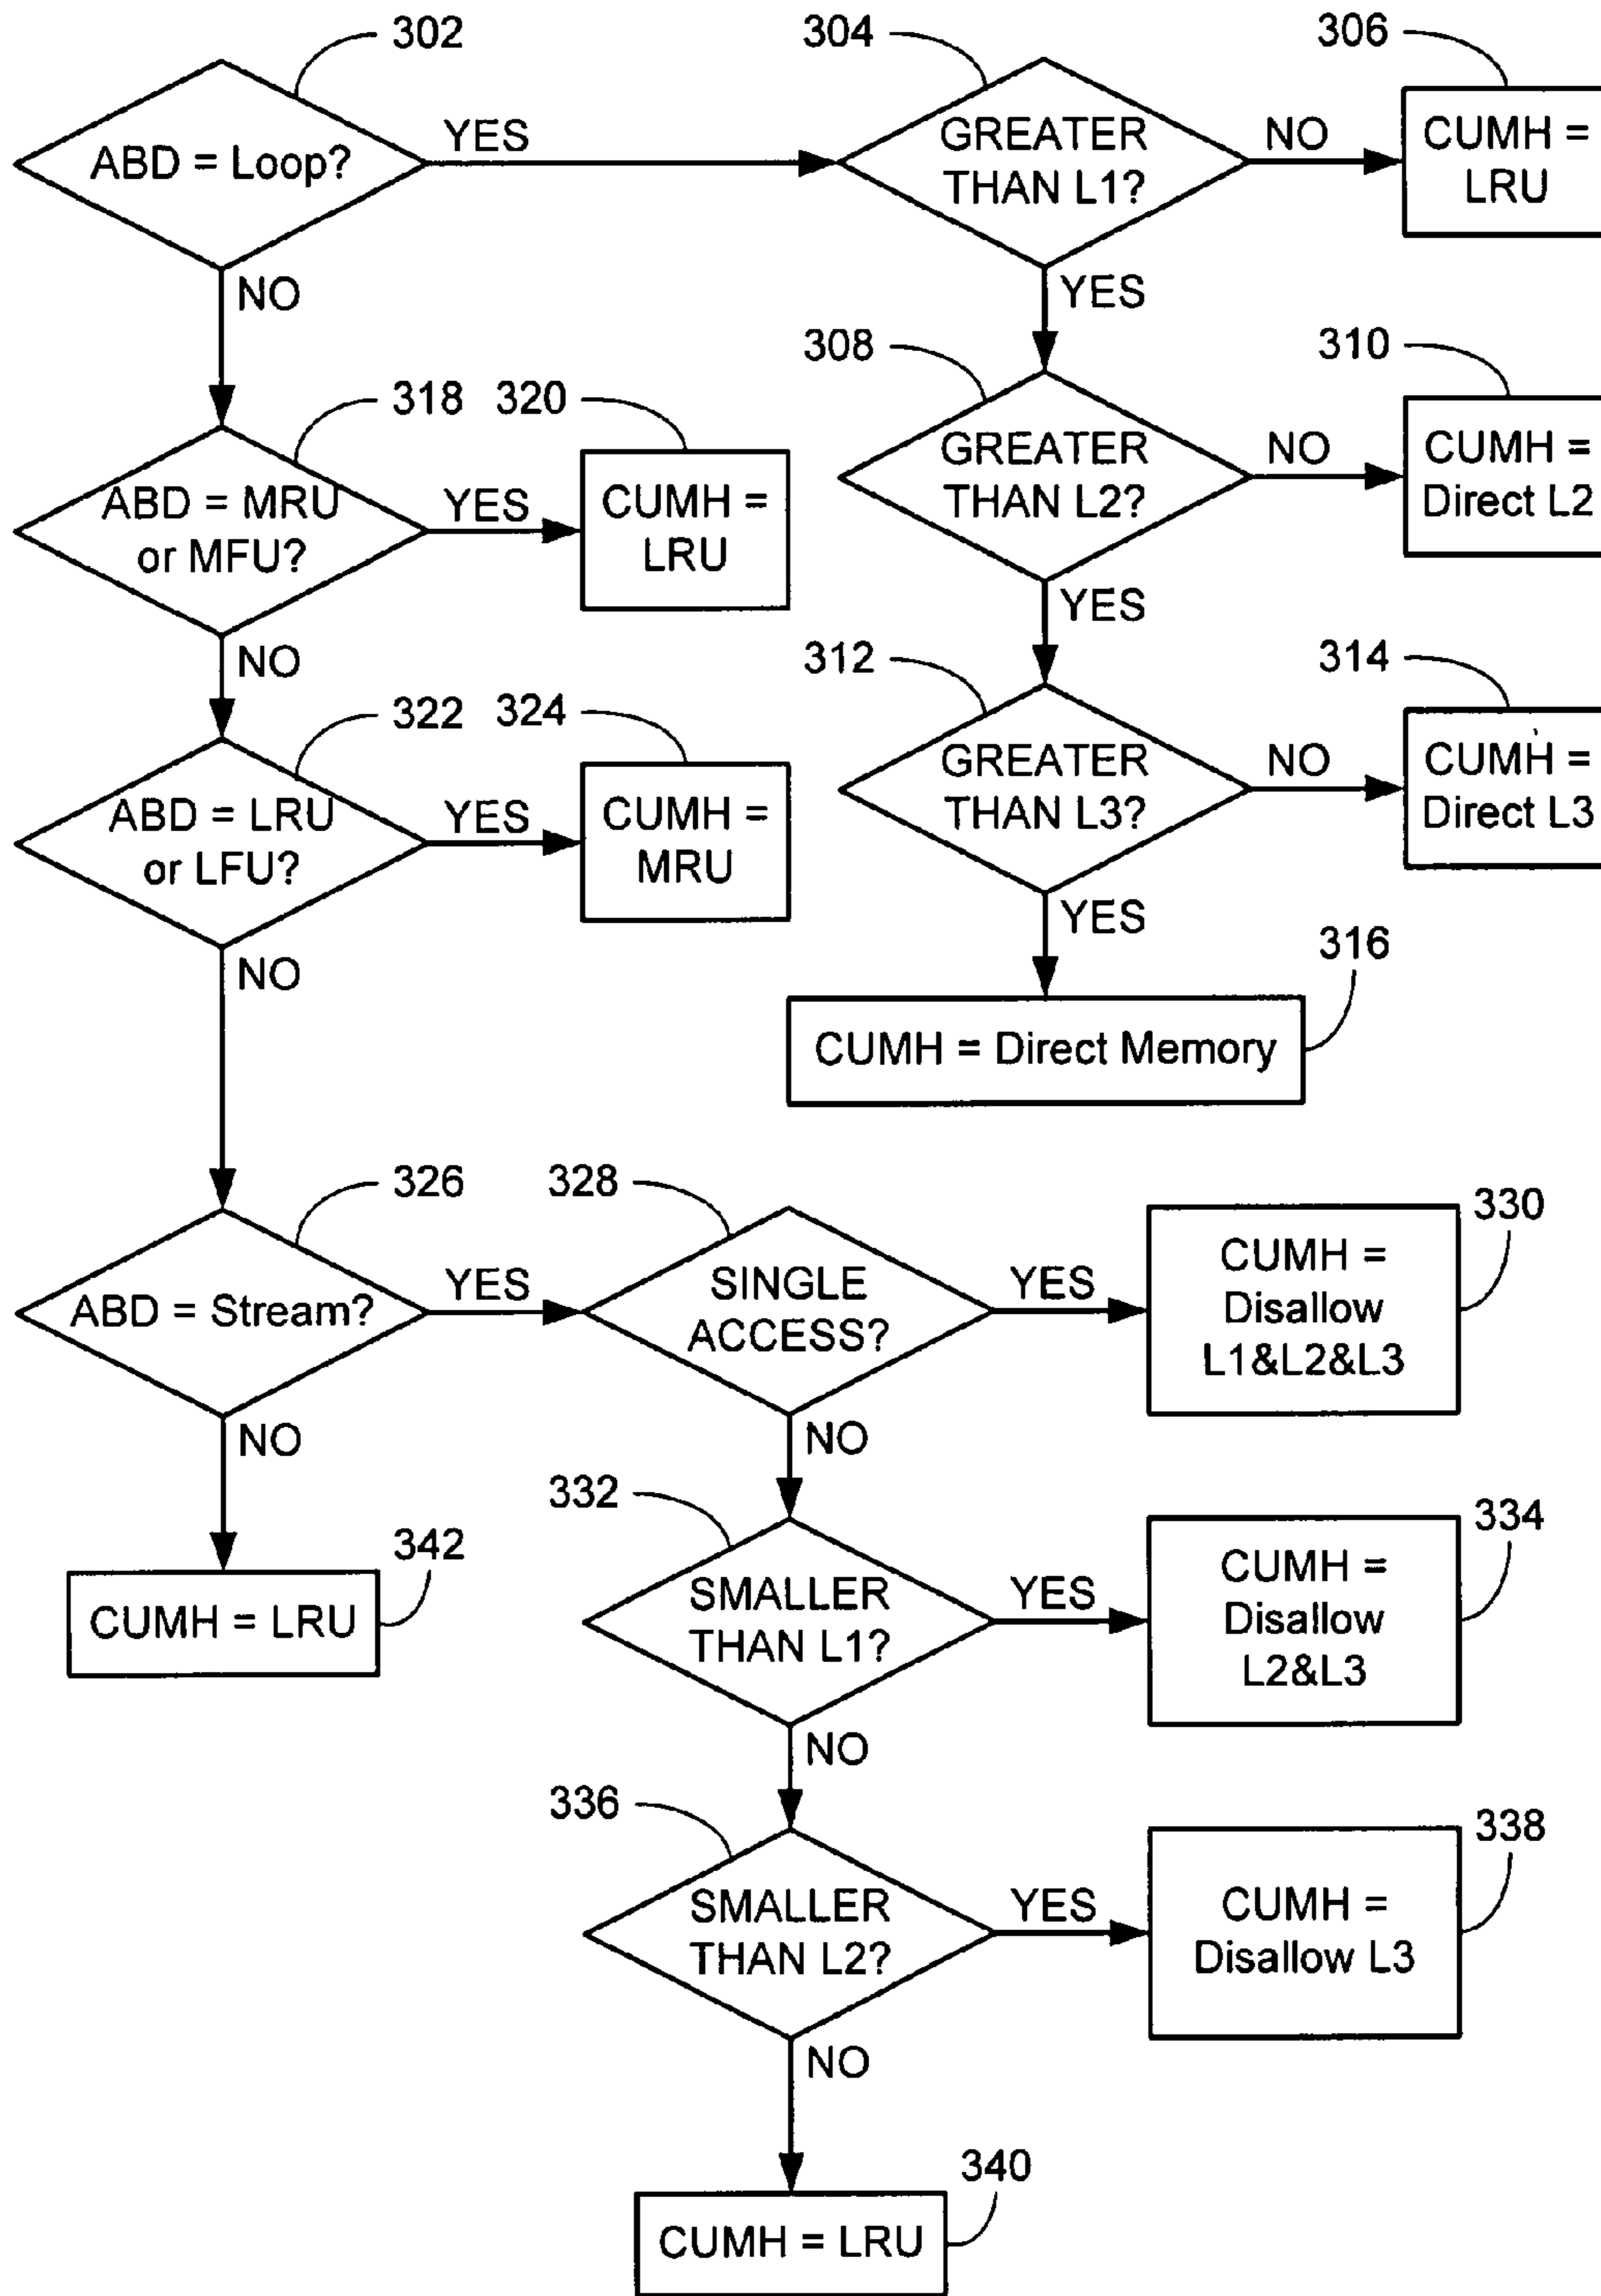 302
304
306
ABD = Loop?
YES
GREATER
THAN L1?
NO
CUMH =
LRU
NO
YES
308
310
318
320
GREATER
THAN L2?
NO
CUMH =
Direct L2
ABD = MRU
or MFU?
YES
CUMH =
LRU
YES
NO
312
314
322
324
GREATER
THAN L3?
NO
CUMH =
Direct L3
ABD = LRU
or LFU?
YES
CUMH =
MRU
YES
NO
316
CUMH = Direct Memory
326
328
330
ABD = Stream?
YES
SINGLE
ACCESS?
YES
CUMH =
Disallow
L1&L2&L3
NO
NO
332
334
342
CUMH = LRU
SMALLER
THAN L1?
YES
CUMH =
Disallow
L2&L3
NO
336
338
SMALLER
THAN L2?
YES
CUMH =
Disallow L3
NO
340
CUMH = LRU